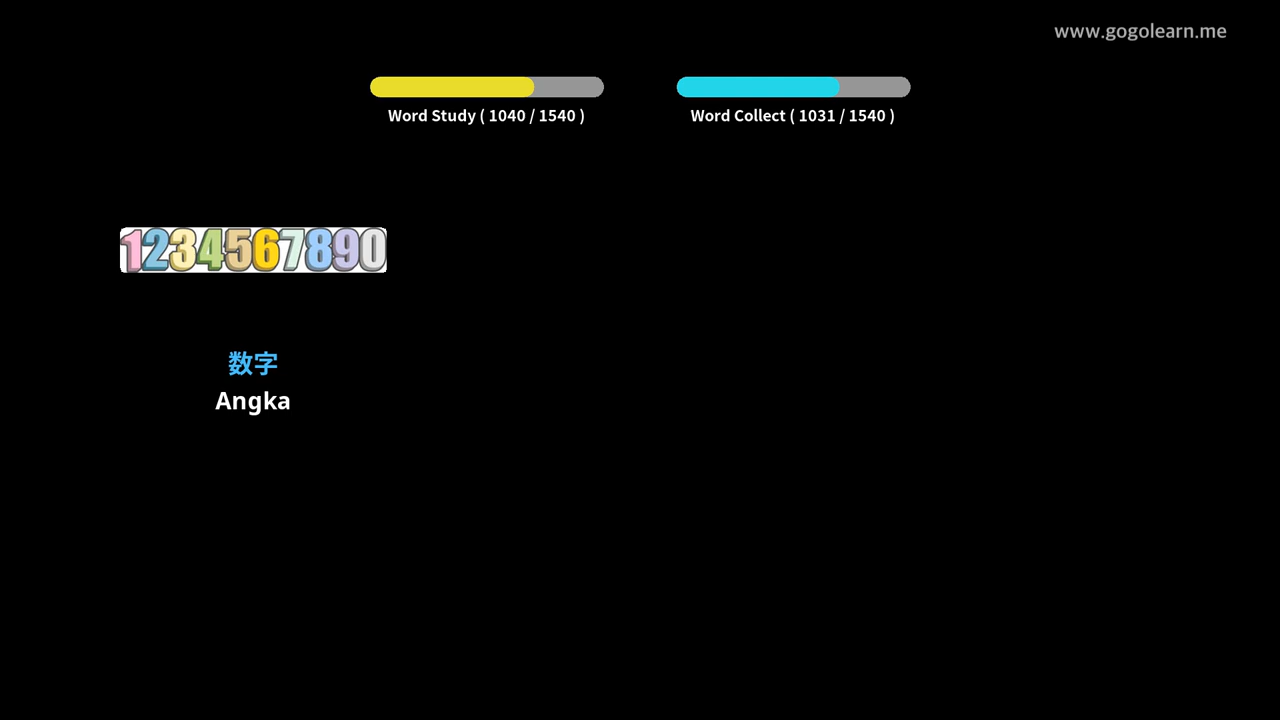 www.gogolearn.me
Word Study ( 1040 / 1540 )
Word Collect ( 1031 / 1540 )
1234567890
数字
Angka